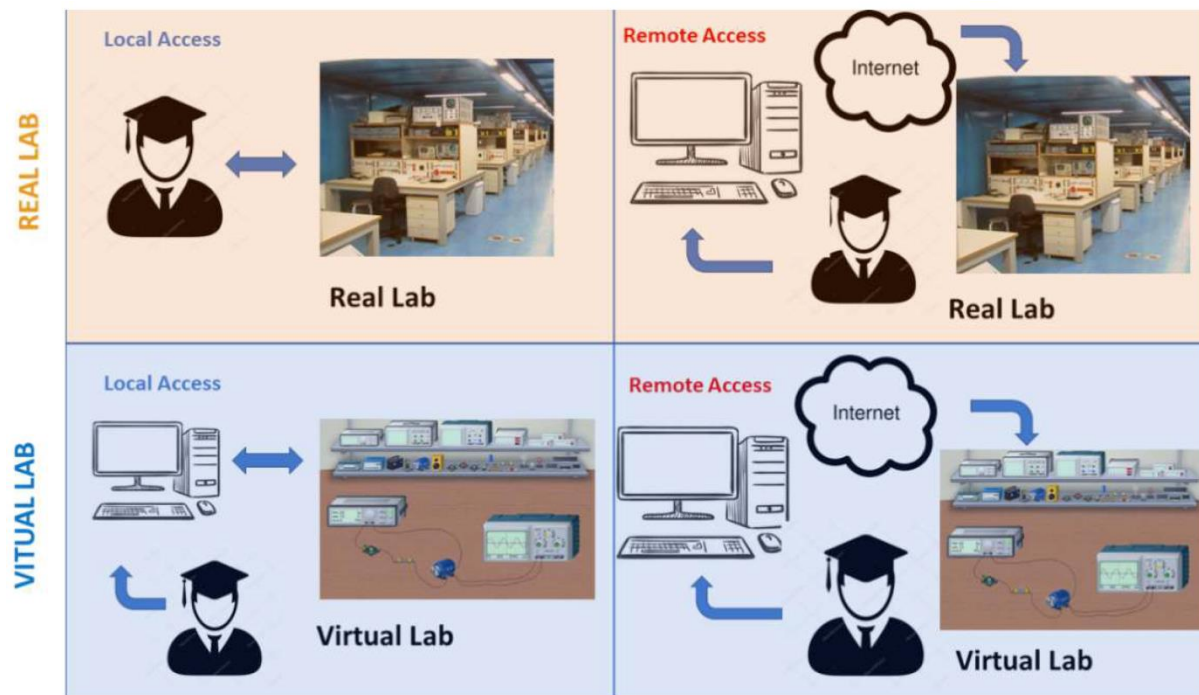 REAL LAB
Local Access
Real Lab
Remote Access
Internet
Real Lab
VITUAL LAB
Local Access
Virtual Lab
Remote Access
Internet
Virtual Lab